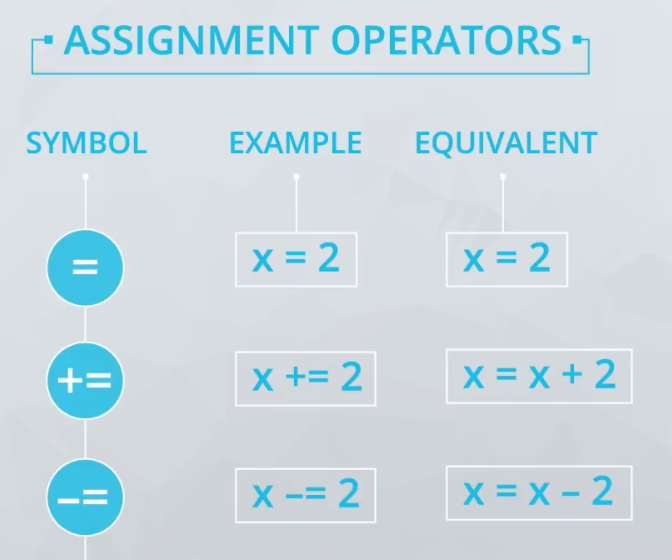 ASSIGNMENT OPERATORS
SYMBOL EXAMPLE EQUIVALENT
= x = 2 x = 2
+= x += 2 x = x + 2
–= x –= 2 x = x – 2